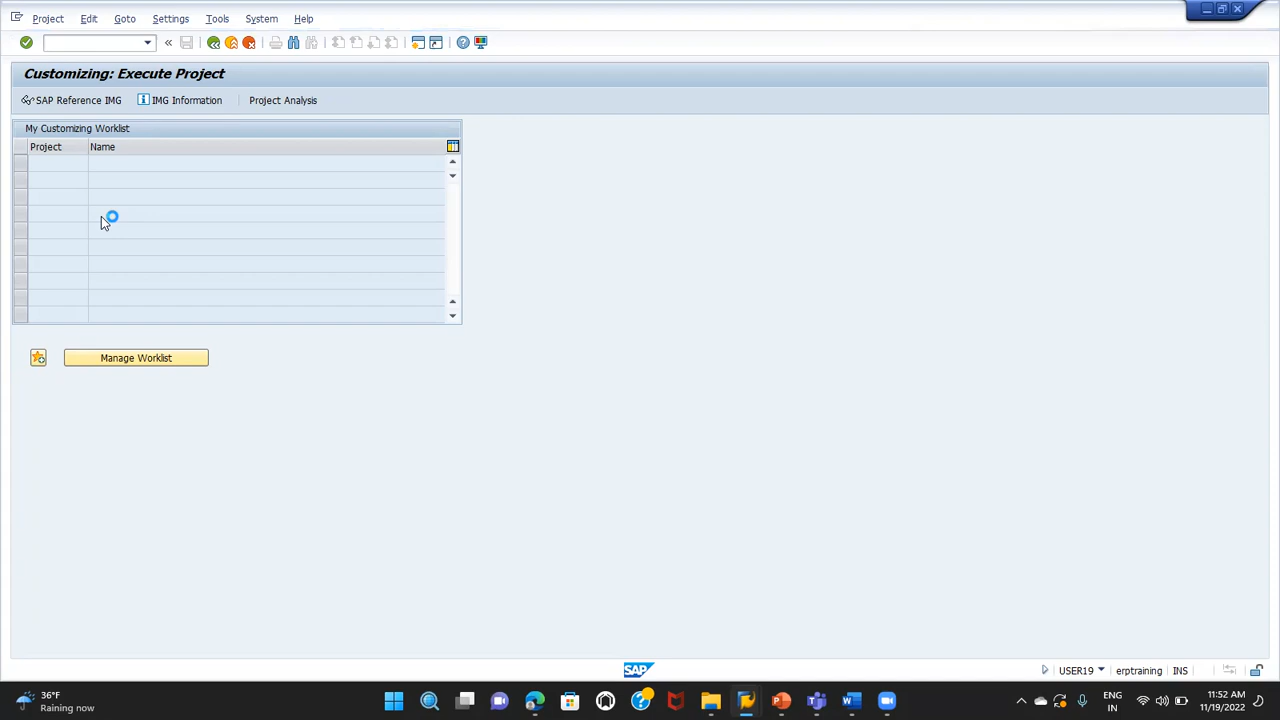 Project Edit Goto Settings Tools System Help
Customizing: Execute Project
SAP Reference IMG IMG Information Project Analysis
My Customizing Worklist
Project Name
Manage Worklist
SAP USER19 erptraining INS
36°F
Raining now
ENG
IN
11:52 AM
11/19/2022